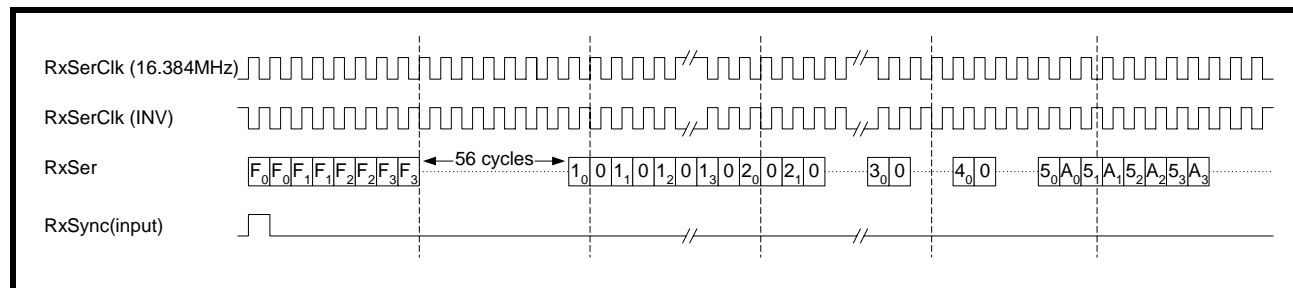 RxSerClk (16.384MHz)
RxSerClk (INV)
RxSer F₀ F₀ F₁ F₁ F₂ F₂ F₃ F₃ 56 cycles 1₀ 0 1₁ 0 1₂ 0 1₃ 0 2₀ 0 2₁ 0 3₀ 0 4₀ 0 5₀ A₀ 5₁ A₁ 5₂ A₂ 5₃ A₃
RxSync(input)